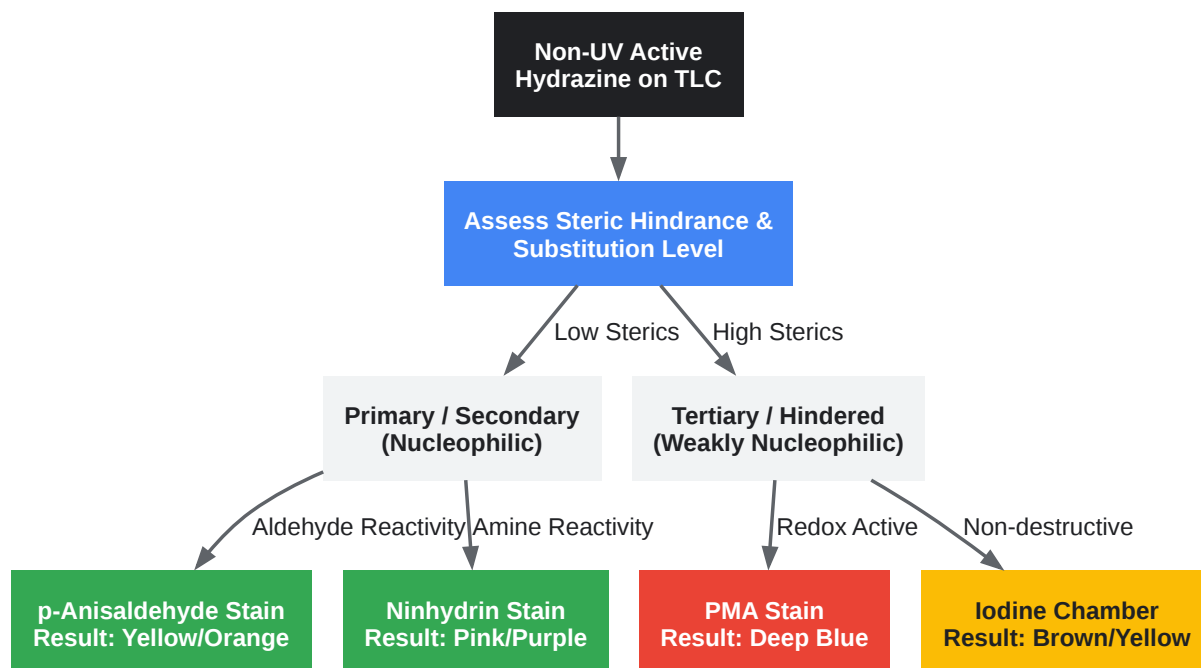 Non-UV Active
Hydrazine on TLC
Assess Steric Hindrance &
Substitution Level
Low Sterics
High Sterics
Primary / Secondary
(Nucleophilic)
Tertiary / Hindered
(Weakly Nucleophilic)
Aldehyde Reactivity
Amine Reactivity
Redox Active
Non-destructive
p-Anisaldehyde Stain
Result: Yellow/Orange
Ninhydrin Stain
Result: Pink/Purple
PMA Stain
Result: Deep Blue
Iodine Chamber
Result: Brown/Yellow